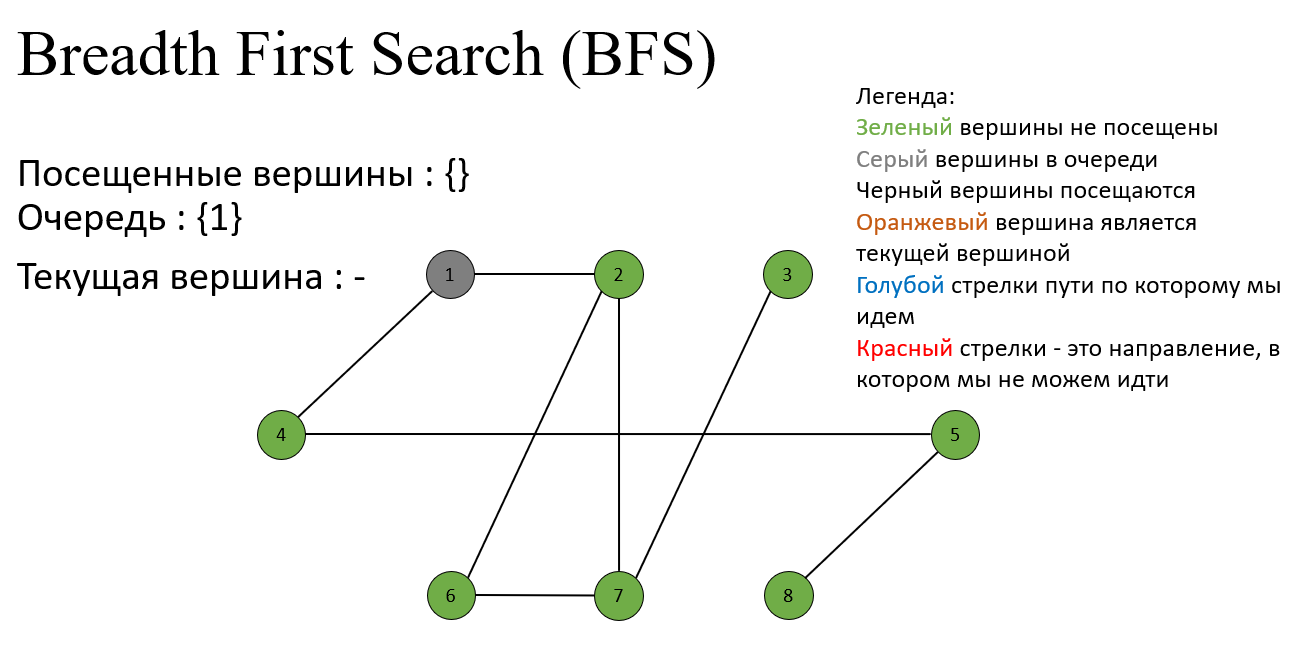 Breadth First Search (BFS)
Легенда:
Зеленый вершины не посещены
Серый вершины в очереди
Черный вершины посещаются
Оранжевый вершина является
текущей вершиной
Голубой стрелки пути по которому мы
идем
Красный стрелки - это направление, в
котором мы не можем идти
Посещенные вершины : {}
Очередь : {1}
Текущая вершина : -
1
2
3
4
5
6
7
8